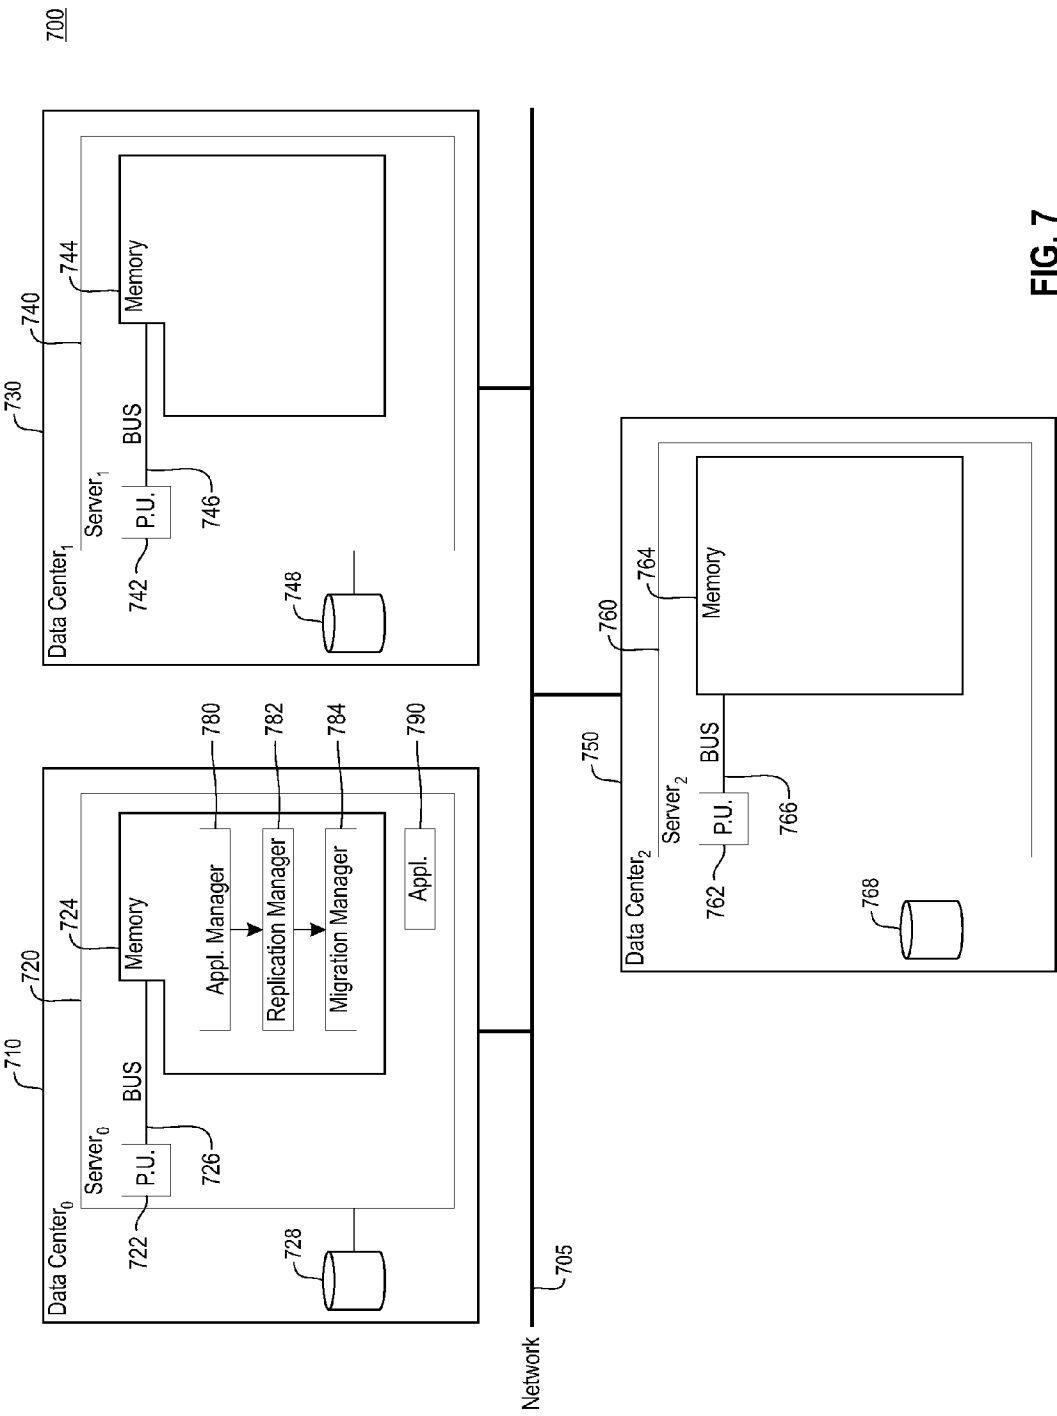 700
710
720
Data Center0
Server0
724
P.U.
BUS
Memory
722
726
728
Appl. Manager
780
Replication Manager
782
Migration Manager
784
Appl.
790
730
740
Data Center1
Server1
744
P.U.
BUS
Memory
742
746
748
Network
705
750
760
Data Center2
Server2
764
P.U.
BUS
Memory
762
766
768
FIG. 7